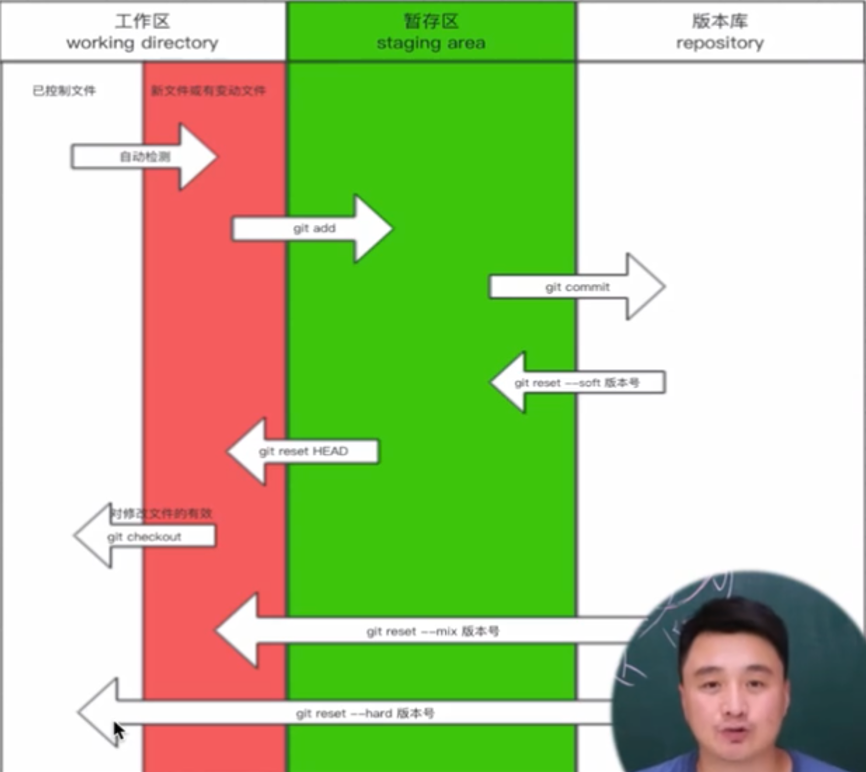 工作区
working directory
暂存区
staging area
版本库
repository
已控制文件
新文件或有变动文件
自动检测
git add
git commit
git reset --soft 版本号
git reset HEAD
对修改文件的有效
git checkout
git reset --mix 版本号
git reset --hard 版本号